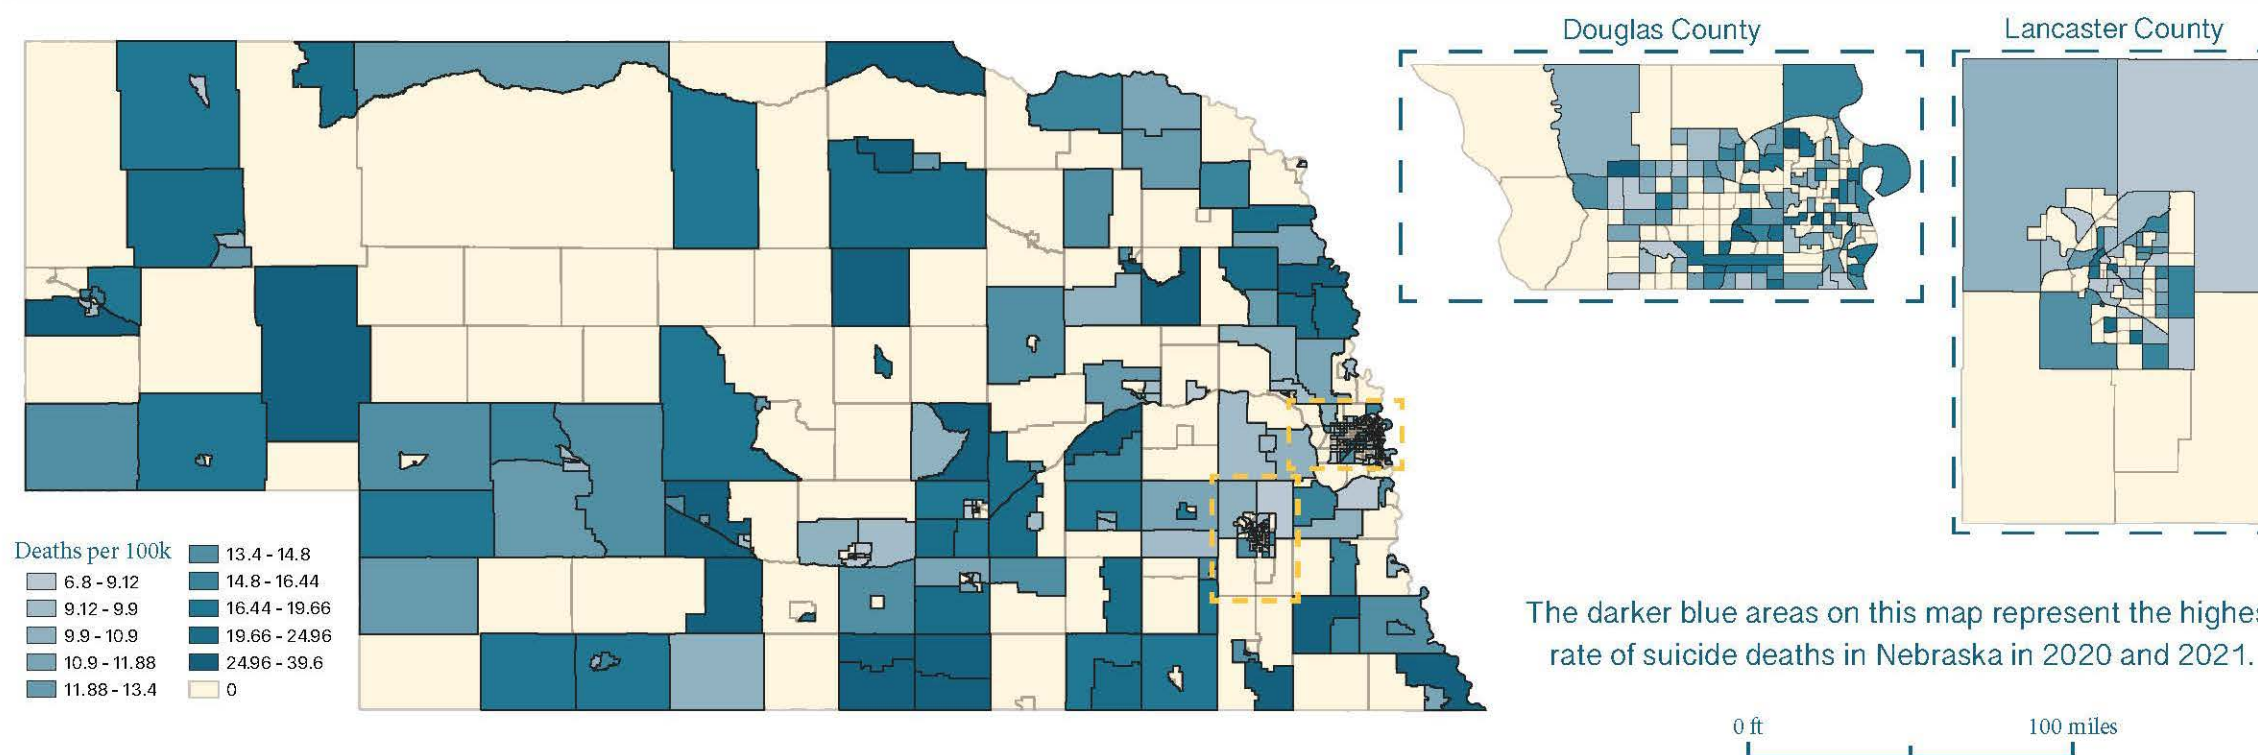 Douglas County
Lancaster County
Deaths per 100k
6.8 - 9.12
9.12 - 9.9
9.9 - 10.9
10.9 - 11.88
11.88 - 13.4
13.4 - 14.8
14.8 - 16.44
16.44 - 19.66
19.66 - 24.96
24.96 - 39.6
0
The darker blue areas on this map represent the highes
rate of suicide deaths in Nebraska in 2020 and 2021.
0 ft
100 miles